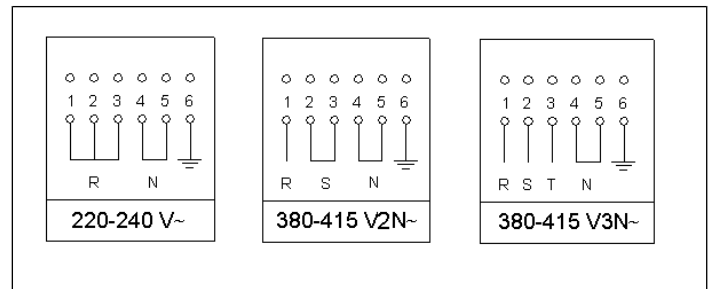 1 2 3 4 5 6
R N
220-240 V~
1 2 3 4 5 6
R S N
380-415 V2N~
1 2 3 4 5 6
R S T N
380-415 V3N~